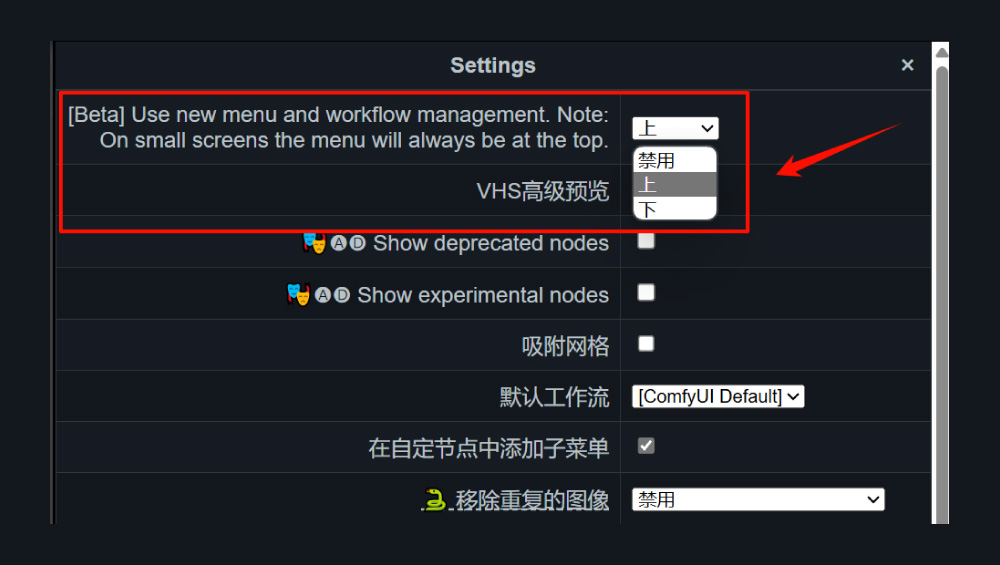 Settings
×
[Beta] Use new menu and workflow management. Note:
On small screens the menu will always be at the top.
上
禁用
上
下
VHS高级预览
🅐🅓 Show deprecated nodes
🅐🅓 Show experimental nodes
吸附网格
默认工作流
[ComfyUI Default]
在自定节点中添加子菜单
移除重复的图像
禁用